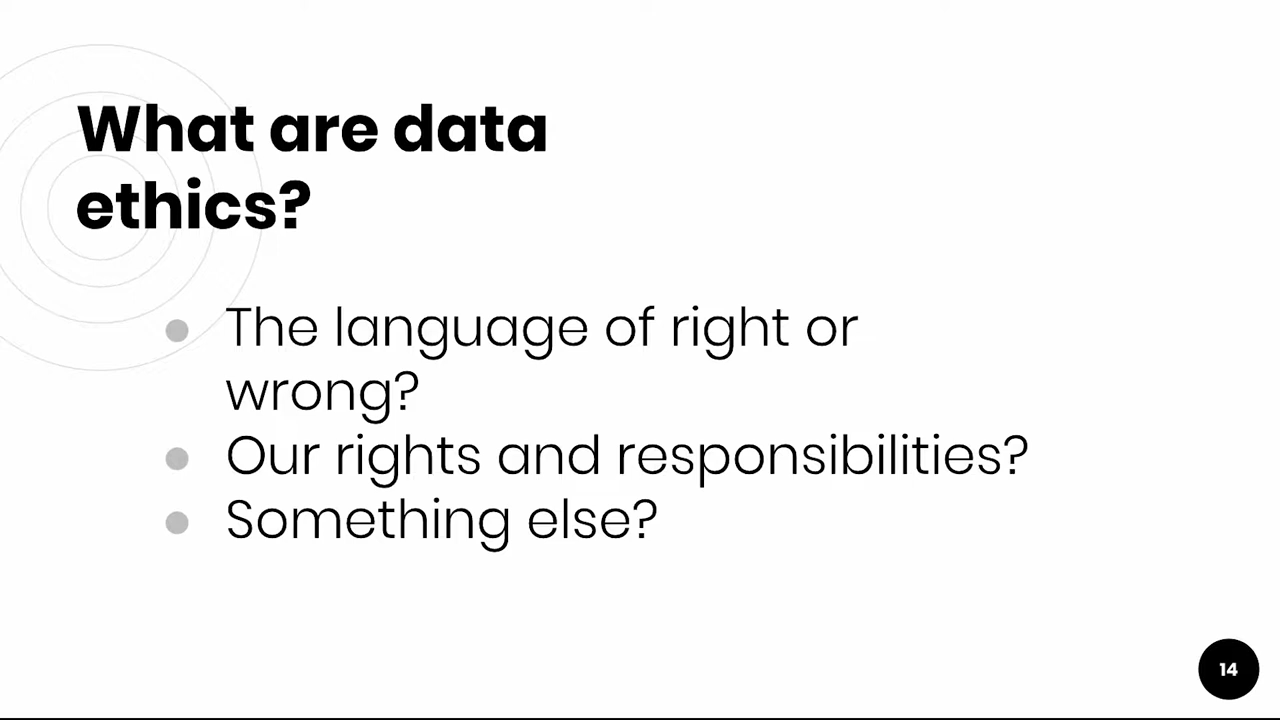 What are data
ethics?
The language of right or
wrong?
Our rights and responsibilities?
Something else?
14